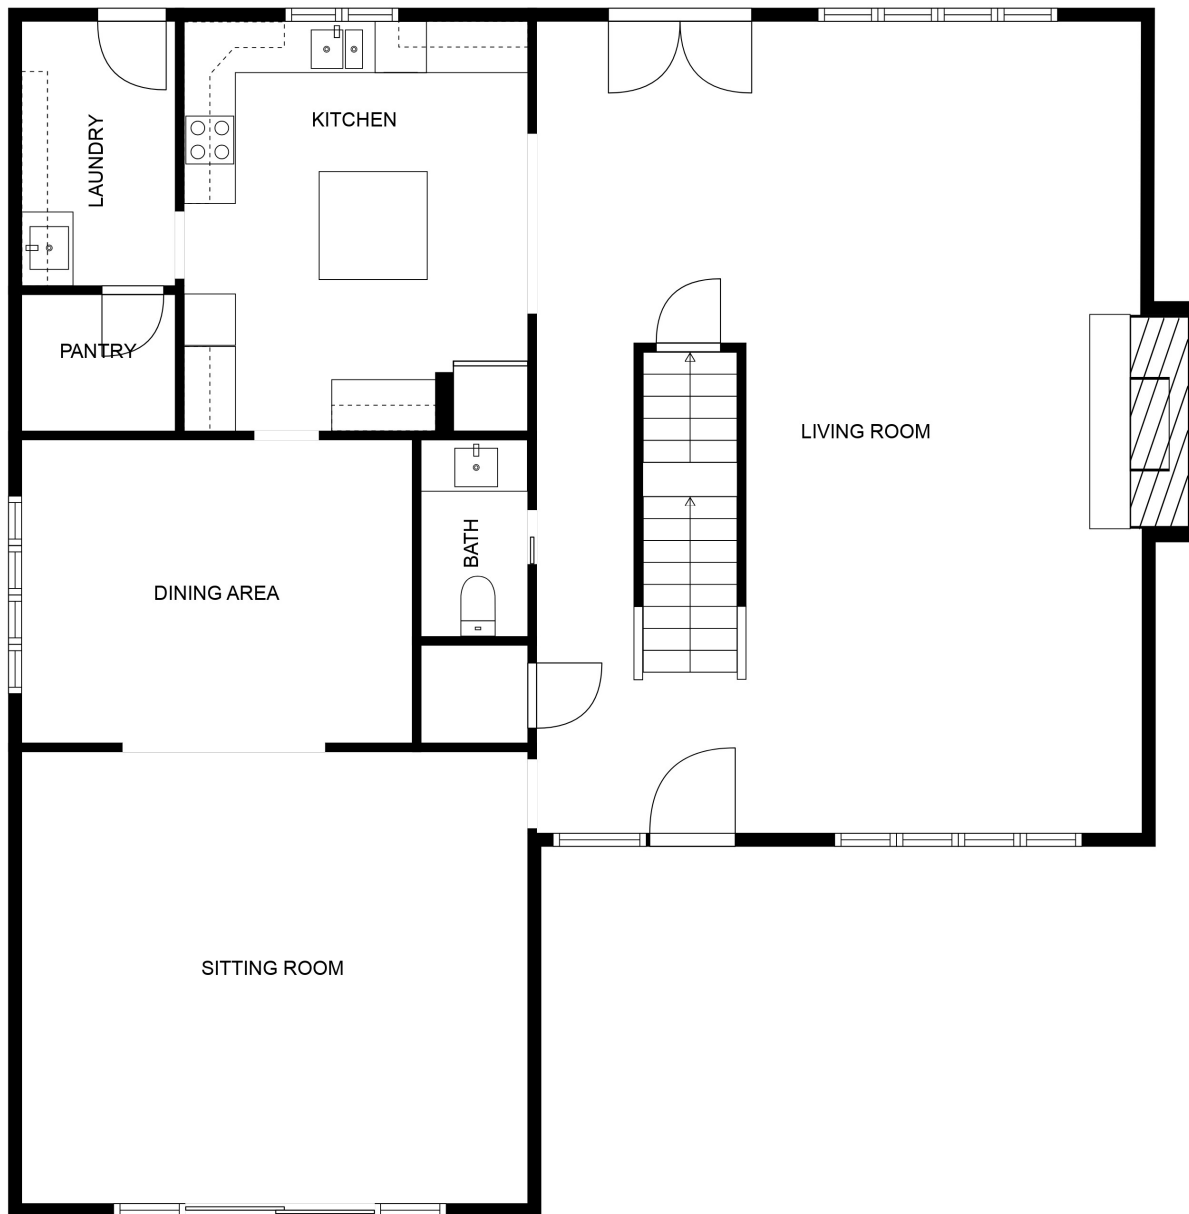 KITCHEN
LAUNDRY
PANTRY
LIVING ROOM
BATH
DINING AREA
SITTING ROOM